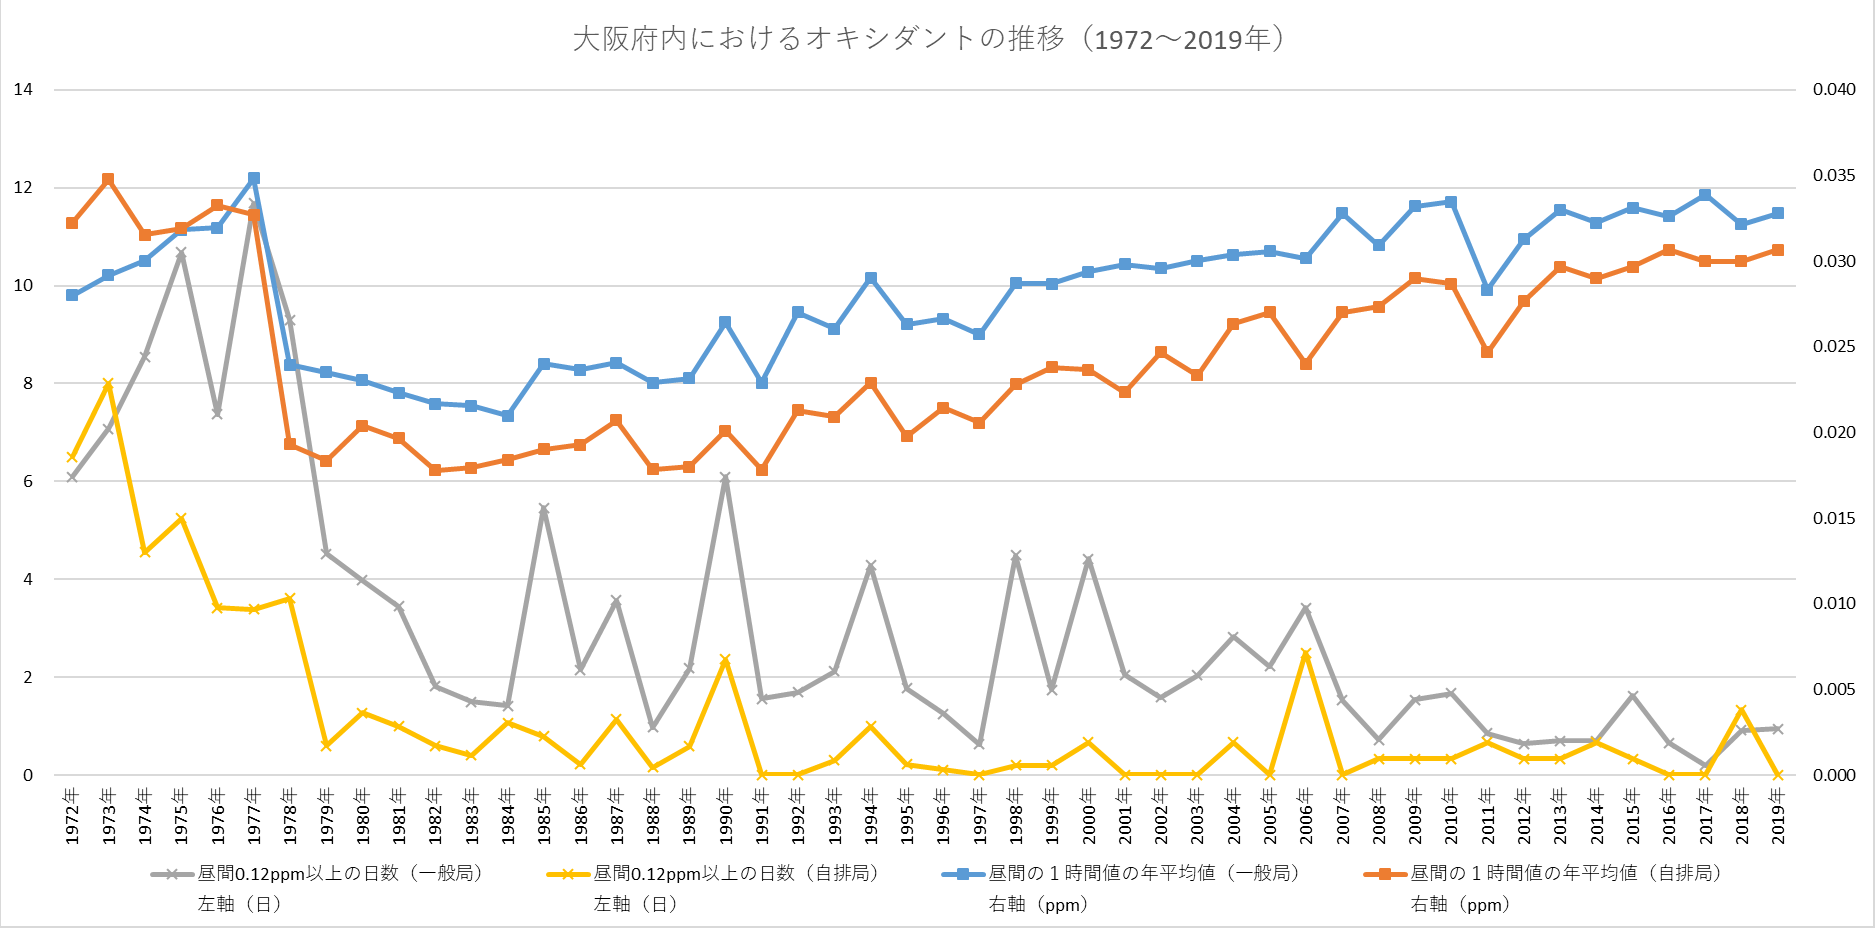 大阪府内におけるオキシダントの推移（1972～2019年）
14
12
10
8
6
4
2
0
0.040
0.035
0.030
0.025
0.020
0.015
0.010
0.005
0.000
1972年
1973年
1974年
1975年
1976年
1977年
1978年
1979年
1980年
1981年
1982年
1983年
1984年
1985年
1986年
1987年
1988年
1989年
1990年
1991年
1992年
1993年
1994年
1995年
1996年
1997年
1998年
1999年
2000年
2001年
2002年
2003年
2004年
2005年
2006年
2007年
2008年
2009年
2010年
2011年
2012年
2013年
2014年
2015年
2016年
2017年
2018年
2019年
昼間0.12ppm以上の日数（一般局）
左軸（日）
昼間0.12ppm以上の日数（自排局）
左軸（日）
昼間の１時間値の年平均値（一般局）
右軸（ppm）
昼間の１時間値の年平均値（自排局）
右軸（ppm）